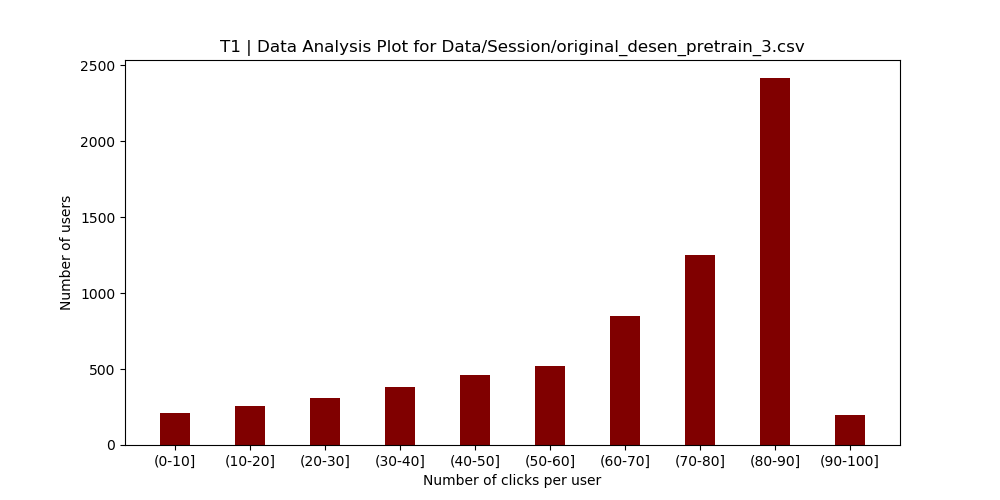 T1 | Data Analysis Plot for Data/Session/original_desen_pretrain_3.csv
2500
2000
1500
1000
500
0
Number of users
(0-10] (10-20] (20-30] (30-40] (40-50] (50-60] (60-70] (70-80] (80-90] (90-100]
Number of clicks per user